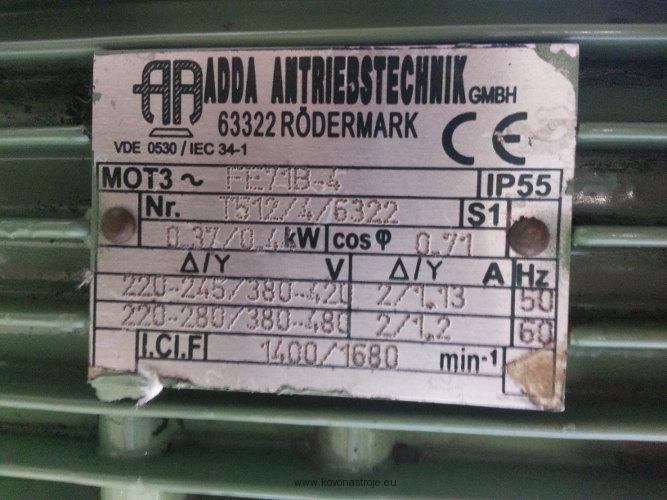 AA ADDA ANTRIEBSTECHNIK GMBH
63322 RÖDERMARK
CE
VDE 0530 / IEC 34-1
MOT3 ~ FE71B-4 IP55
Nr. T512/4/6322 S1
0.37/0.44 kW cos φ 0.71
Δ/Y V Δ/Y A Hz
220-245/380-420 2/1.13 50
220-280/380-480 2/1.2 60
I.Cl.F 1400/1680 min-1
www.kovonastroje.eu